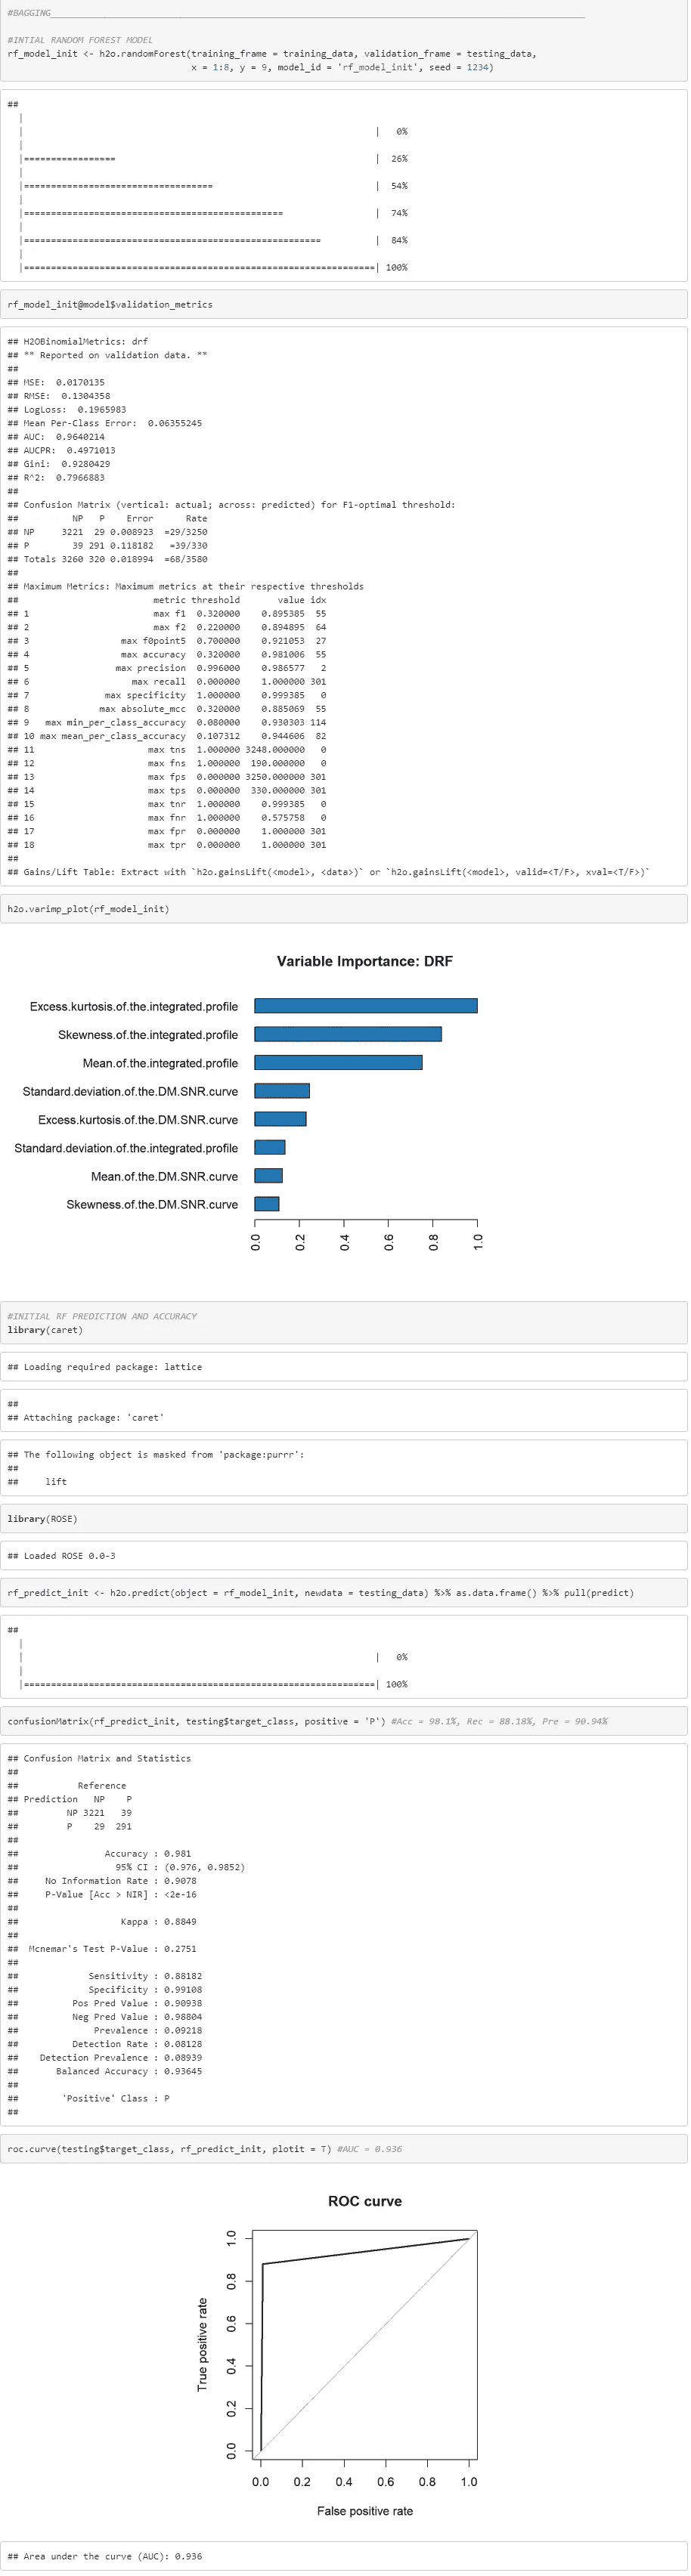 #BAGGING____________________________________________________________________________________________________
#INTIAL RANDOM FOREST MODEL
rf_model_init <- h2o.randomForest(training_frame = training_data, validation_frame = testing_data,
x = 1:8, y = 9, model_id = 'rf_model_init', seed = 1234)
##
|
| | 0%
|
|================= | 26%
|
|=================================== | 54%
|
|================================================ | 74%
|
|======================================================= | 84%
|
|=================================================================| 100%
rf_model_init@model$validation_metrics
## H2OBinomialMetrics: drf
## ** Reported on validation data. **
##
## MSE: 0.0170135
## RMSE: 0.1304358
## LogLoss: 0.1965983
## Mean Per-Class Error: 0.06355245
## AUC: 0.9640214
## AUCPR: 0.4971013
## Gini: 0.9280429
## R^2: 0.7966883
##
## Confusion Matrix (vertical: actual; across: predicted) for F1-optimal threshold:
## NP P Error Rate
## NP 3221 29 0.008923 =29/3250
## P 39 291 0.118182 =39/330
## Totals 3260 320 0.018994 =68/3580
##
## Maximum Metrics: Maximum metrics at their respective thresholds
## metric threshold value idx
## 1 max f1 0.320000 0.895385 55
## 2 max f2 0.220000 0.894895 64
## 3 max f0point5 0.700000 0.921053 27
## 4 max accuracy 0.320000 0.981006 55
## 5 max precision 0.996000 0.986577 2
## 6 max recall 0.000000 1.000000 301
## 7 max specificity 1.000000 0.999385 0
## 8 max absolute_mcc 0.320000 0.885069 55
## 9 max min_per_class_accuracy 0.080000 0.930303 114
## 10 max mean_per_class_accuracy 0.107312 0.944606 82
## 11 max tns 1.000000 3248.000000 0
## 12 max fns 1.000000 190.000000 0
## 13 max fps 0.000000 3250.000000 301
## 14 max tps 0.000000 330.000000 301
## 15 max tnr 1.000000 0.999385 0
## 16 max fnr 1.000000 0.575758 0
## 17 max fpr 0.000000 1.000000 301
## 18 max tpr 0.000000 1.000000 301
##
## Gains/Lift Table: Extract with `h2o.gainsLift(<model>, <data>)` or `h2o.gainsLift(<model>, valid=<T/F>, xval=<T/F>)`
h2o.varimp_plot(rf_model_init)
Variable Importance: DRF
Excess.kurtosis.of.the.integrated.profile
Skewness.of.the.integrated.profile
Mean.of.the.integrated.profile
Standard.deviation.of.the.DM.SNR.curve
Excess.kurtosis.of.the.DM.SNR.curve
Standard.deviation.of.the.integrated.profile
Mean.of.the.DM.SNR.curve
Skewness.of.the.DM.SNR.curve
0.0 0.2 0.4 0.6 0.8 1.0
#INITIAL RF PREDICTION AND ACCURACY
library(caret)
## Loading required package: lattice
##
## Attaching package: 'caret'
## The following object is masked from 'package:purrr':
##
## lift
library(ROSE)
## Loaded ROSE 0.0-3
rf_predict_init <- h2o.predict(object = rf_model_init, newdata = testing_data) %>% as.data.frame() %>% pull(predict)
##
|
| | 0%
|
|=================================================================| 100%
confusionMatrix(rf_predict_init, testing$target_class, positive = 'P') #Acc = 98.1%, Rec = 88.18%, Pre = 90.94%
## Confusion Matrix and Statistics
##
## Reference
## Prediction NP P
## NP 3221 39
## P 29 291
##
## Accuracy : 0.981
## 95% CI : (0.976, 0.9852)
## No Information Rate : 0.9078
## P-Value [Acc > NIR] : <2e-16
##
## Kappa : 0.8849
##
## Mcnemar's Test P-Value : 0.2751
##
## Sensitivity : 0.88182
## Specificity : 0.99108
## Pos Pred Value : 0.90938
## Neg Pred Value : 0.98804
## Prevalence : 0.09218
## Detection Rate : 0.08128
## Detection Prevalence : 0.08939
## Balanced Accuracy : 0.93645
##
## 'Positive' Class : P
##
roc.curve(testing$target_class, rf_predict_init, plotit = T) #AUC = 0.936
ROC curve
True positive rate
1.0
0.8
0.6
0.4
0.2
0.0
0.0 0.2 0.4 0.6 0.8 1.0
False positive rate
## Area under the curve (AUC): 0.936